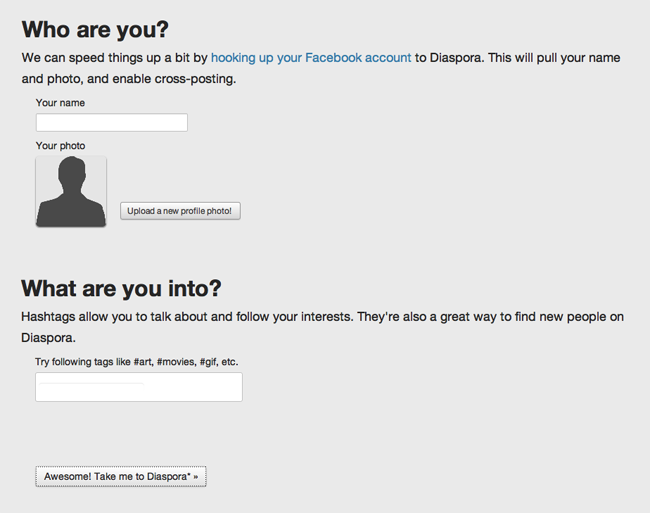 Who are you?
We can speed things up a bit by hooking up your Facebook account to Diaspora. This will pull your name
and photo, and enable cross-posting.
Your name
Your photo
Upload a new profile photo!
What are you into?
Hashtags allow you to talk about and follow your interests. They're also a great way to find new people on
Diaspora.
Try following tags like #art, #movies, #gif, etc.
Awesome! Take me to Diaspora* »